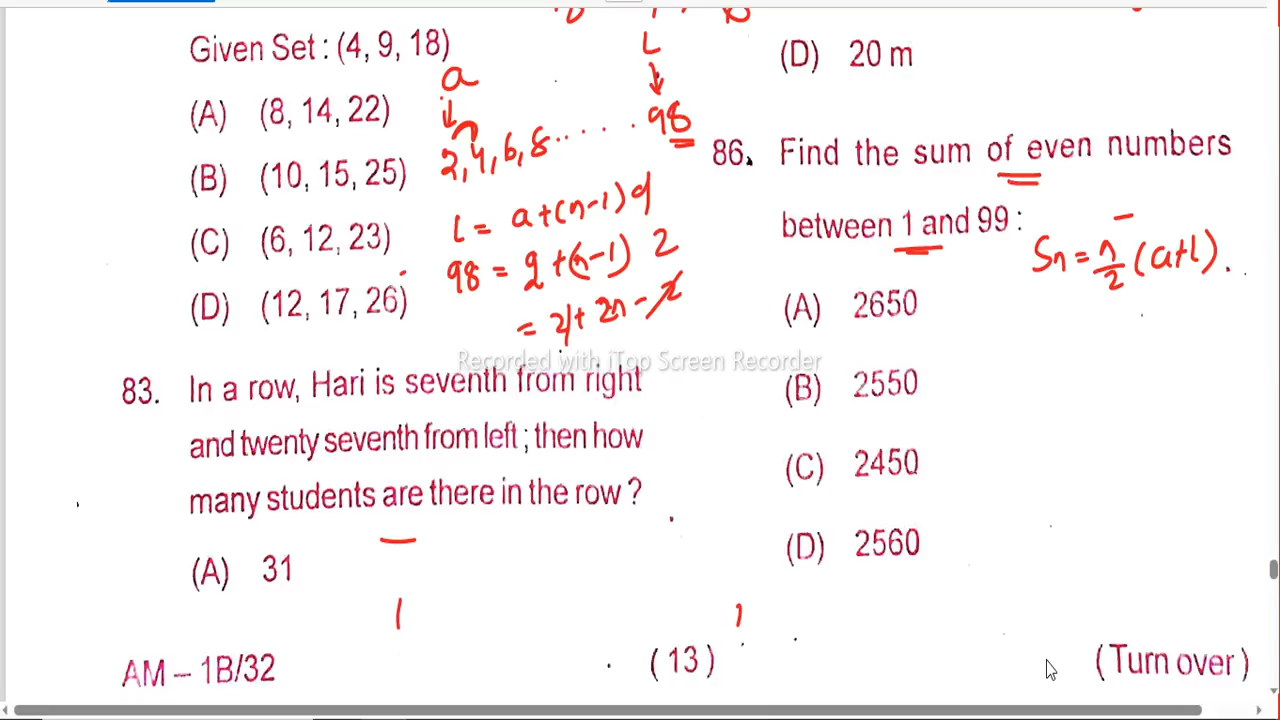 Given Set : (4, 9, 18)
(A) (8, 14, 22)
(B) (10, 15, 25)
(C) (6, 12, 23)
(D) (12, 17, 26)
a
L
2, 4, 6, 8 ..... 98
l = a+(n-1) d
98 = 2 +(n-1) 2
= 2+ 2n - 2
83. In a row, Hari is seventh from right
and twenty seventh from left ; then how
many students are there in the row ?
(A) 31
(D) 20 m
86. Find the sum of even numbers
between 1 and 99 :
Sn = n/2 (a+l).
(A) 2650
(B) 2550
(C) 2450
(D) 2560
Recorded with iTop Screen Recorder
AM – 1B/32
( 13 )
( Turn over )